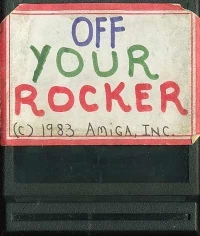 OFF
YOUR
ROCKER
(C) 1983 AMiGA, INC.